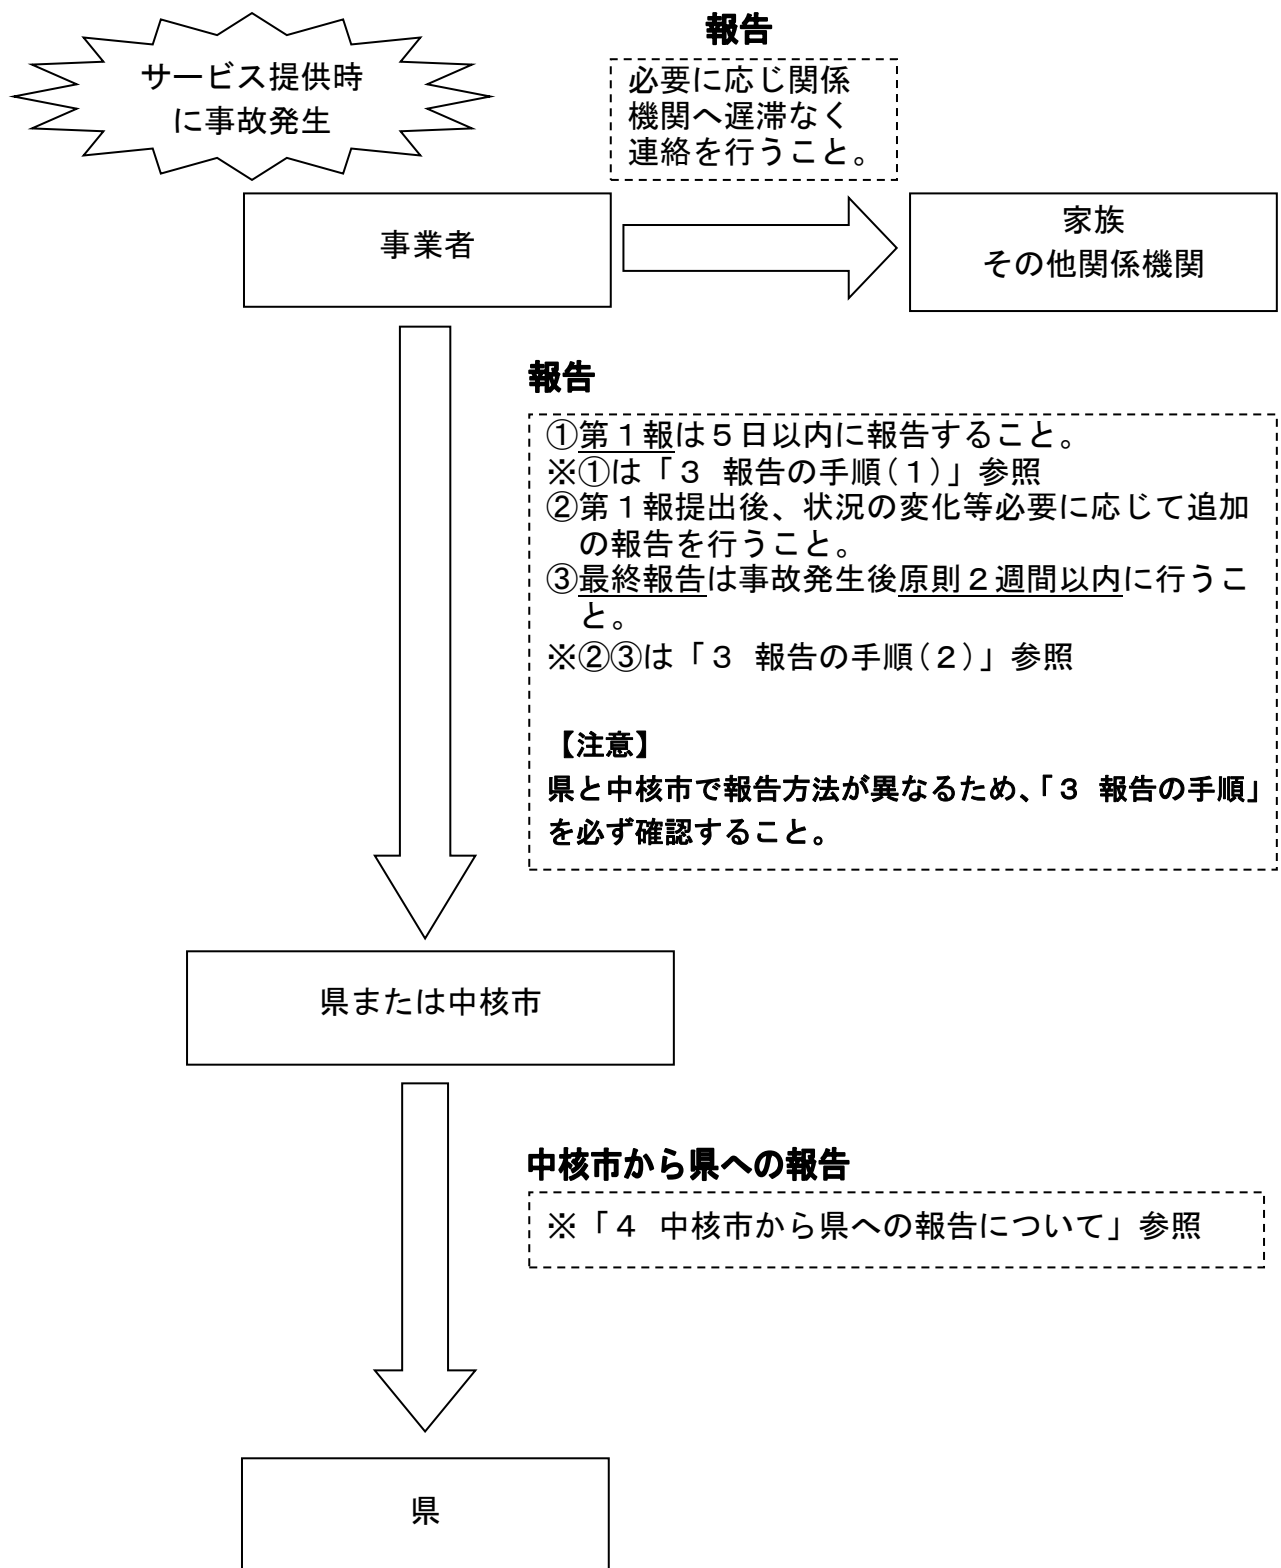 サービス提供時
に事故発生
報告
必要に応じ関係
機関へ遅滞なく
連絡を行うこと。
事業者
家族
その他関係機関
報告
①第１報は５日以内に報告すること。
※①は「３ 報告の手順（１）」参照
②第１報提出後、状況の変化等必要に応じて追加
の報告を行うこと。
③最終報告は事故発生後原則２週間以内に行うこ
と。
※②③は「３ 報告の手順（２）」参照
【注意】
県と中核市で報告方法が異なるため、「３ 報告の手順」
を必ず確認すること。
県または中核市
中核市から県への報告
※「４ 中核市から県への報告について」参照
県